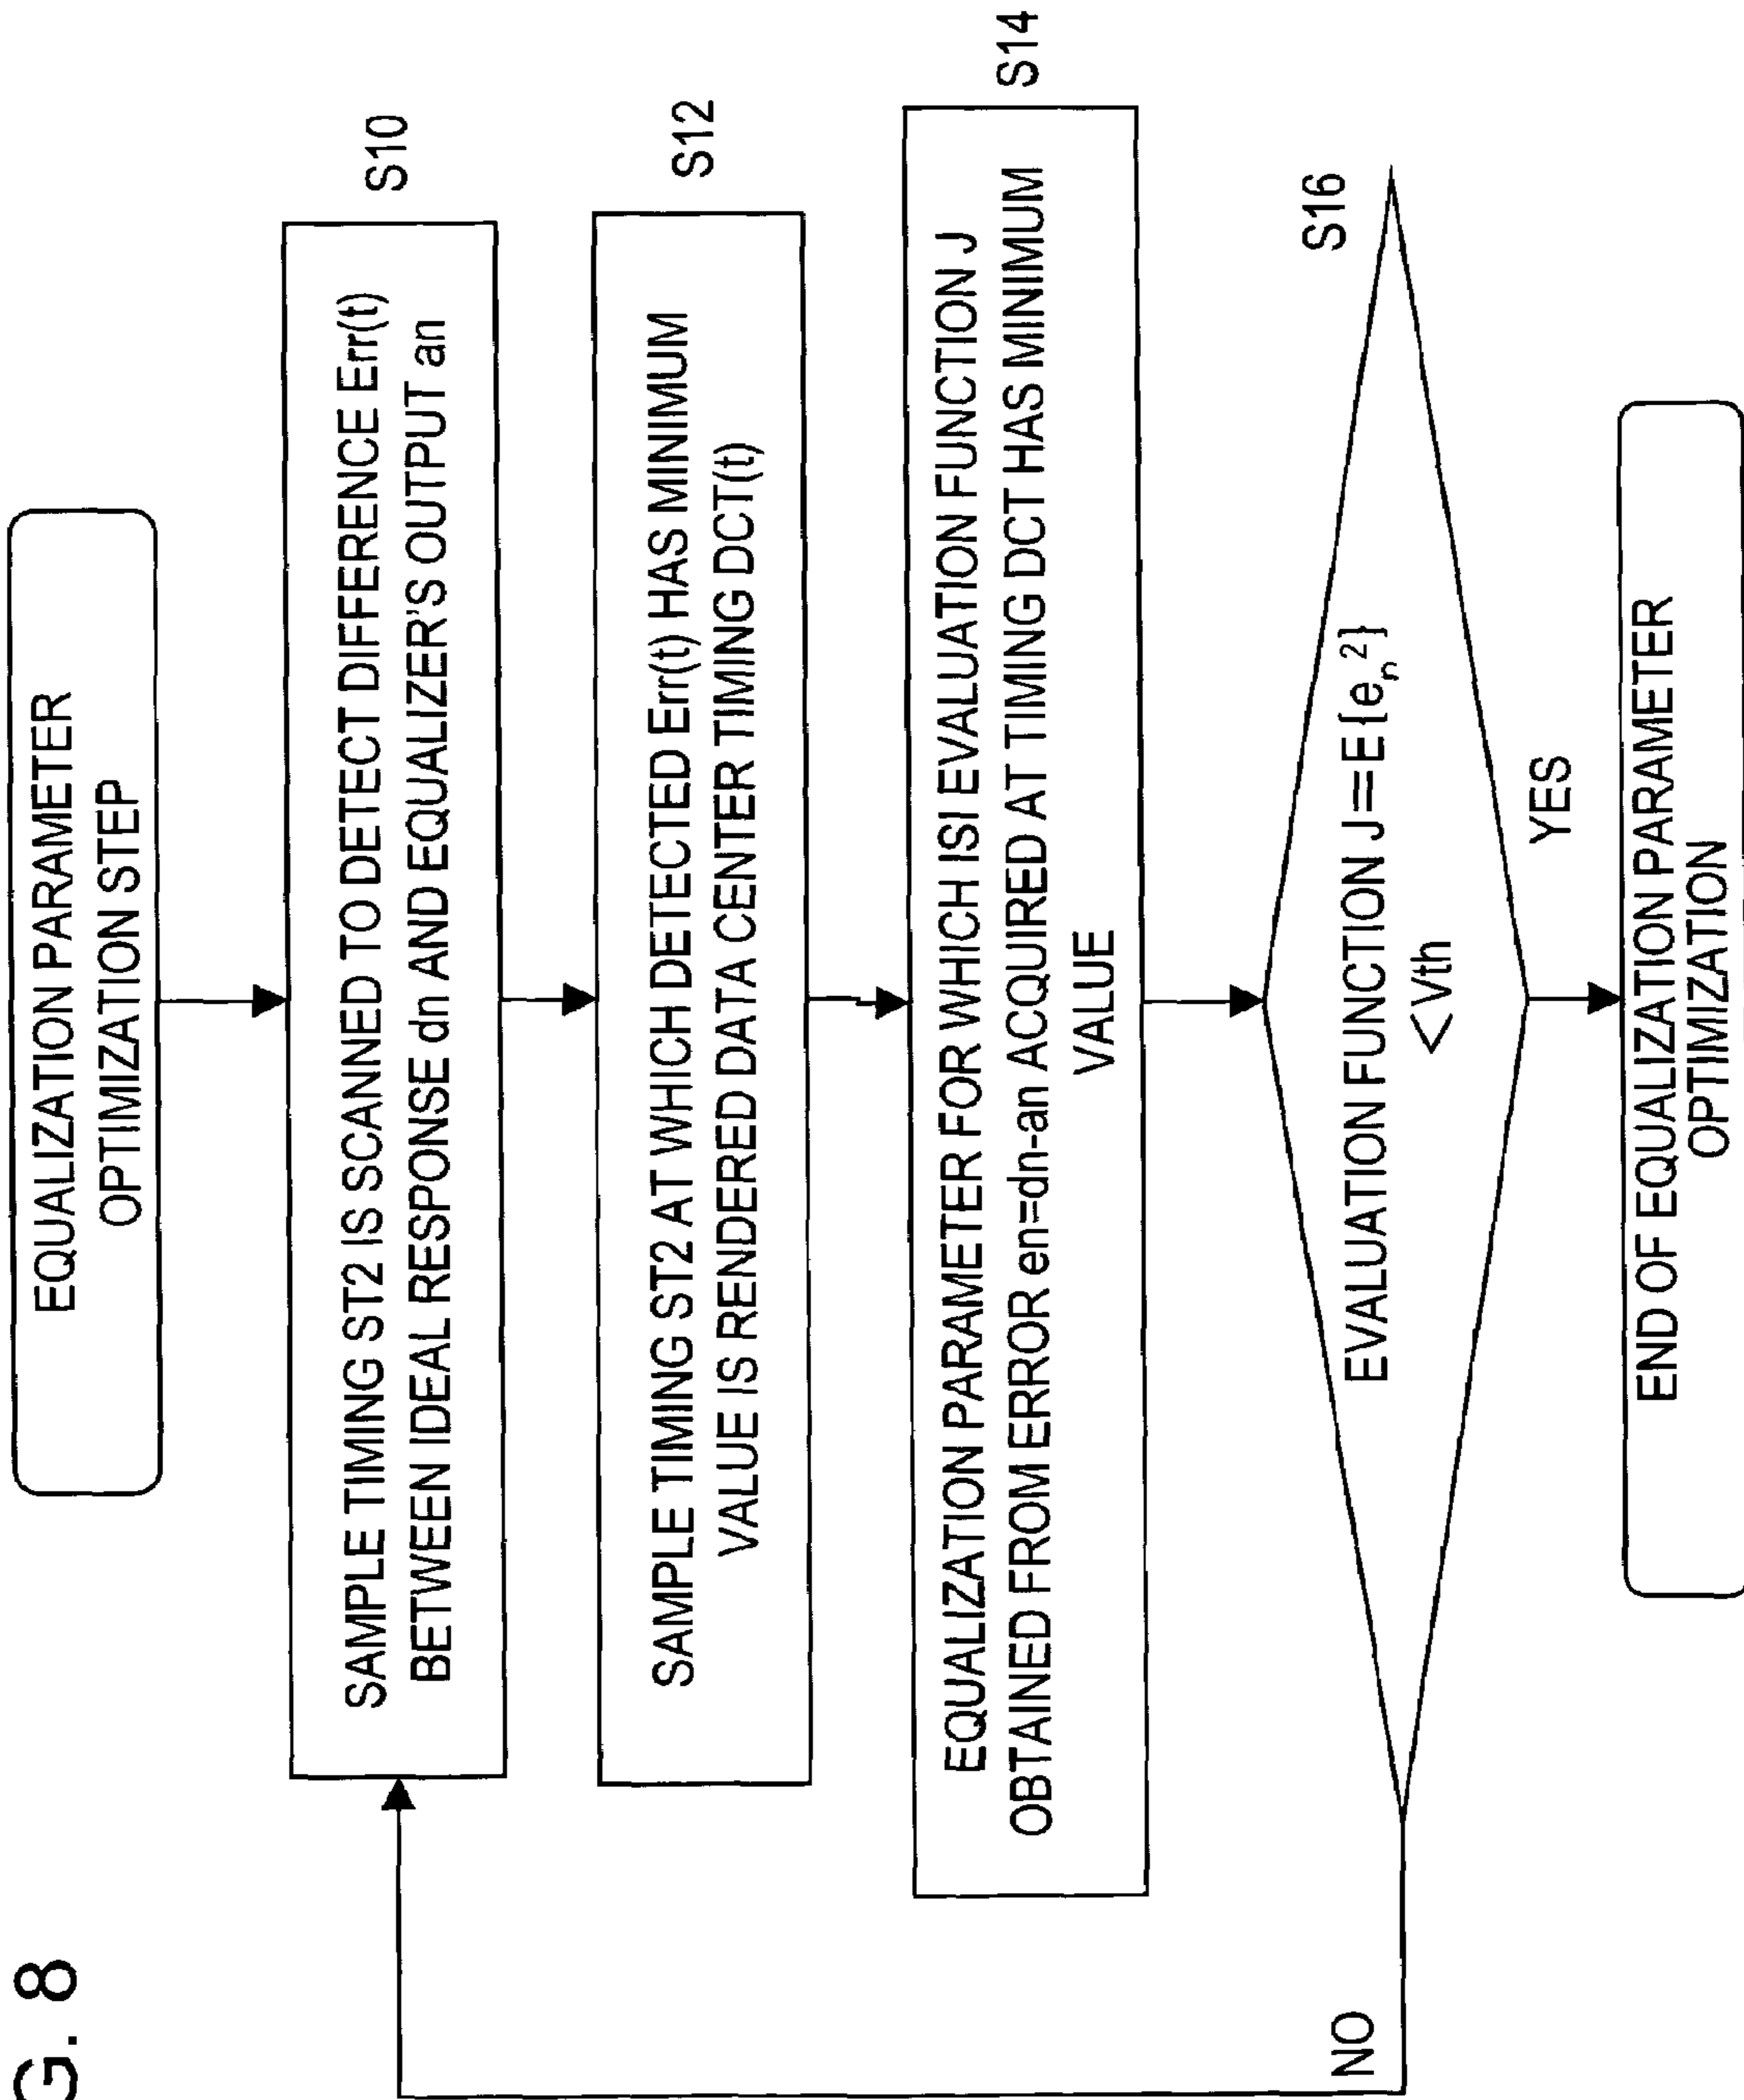 G. 8
EQUALIZATION PARAMETER
OPTIMIZATION STEP
SAMPLE TIMING ST2 IS SCANNED TO DETECT DIFFERENCE Err(t)
BETWEEN IDEAL RESPONSE dn AND EQUALIZER'S OUTPUT an
S10
SAMPLE TIMING ST2 AT WHICH DETECTED Err(t) HAS MINIMUM
VALUE IS RENDERED DATA CENTER TIMING DCT(t)
S12
EQUALIZATION PARAMETER FOR WHICH ISI EVALUATION FUNCTION J
OBTAINED FROM ERROR en=dn-an ACQUIRED AT TIMING DCT HAS MINIMUM
VALUE
S14
EVALUATION FUNCTION J=E{eₙ²}
<Vth
S16
NO
YES
END OF EQUALIZATION PARAMETER
OPTIMIZATION